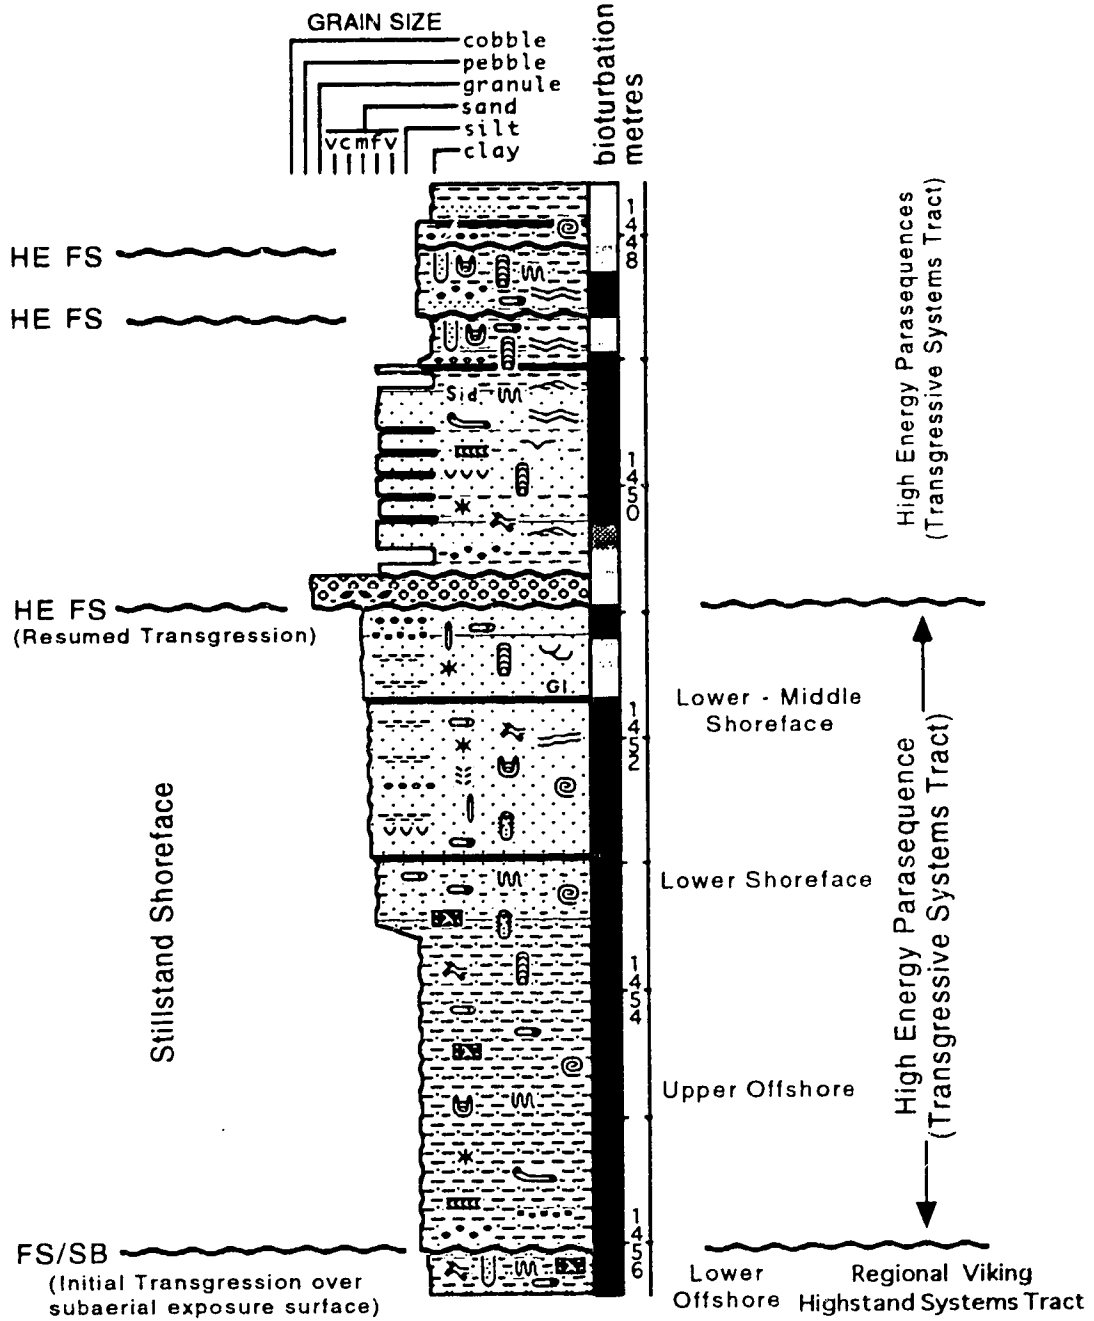 GRAIN SIZE
cobble
pebble
granule
sand
silt
clay
vcmfv
bioturbation
metres
1448
HE FS
HE FS
Sid
1450
High Energy Parasequences
(Transgressive Systems Tract)
HE FS
(Resumed Transgression)
Gl
Lower - Middle
Shoreface
1452
Stillstand Shoreface
Lower Shoreface
High Energy Parasequence
(Transgressive Systems Tract)
1454
Upper Offshore
1456
FS/SB
(Initial Transgression over
subaerial exposure surface)
Lower
Offshore
Regional Viking
Highstand Systems Tract